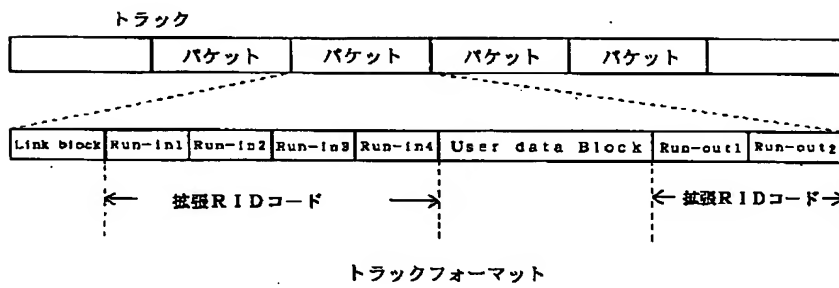 トラック
パケット パケット パケット パケット
Link block Run-in1 Run-in2 Run-in3 Run-in4 User data Block Run-out1 Run-out2
拡張RIDコード 拡張RIDコード
トラックフォーマット